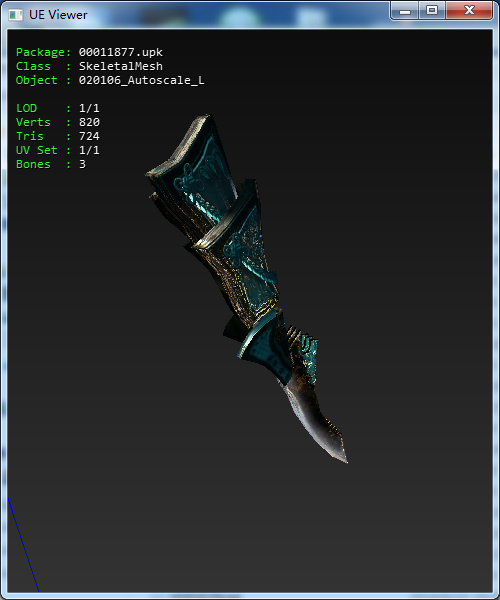 UE Viewer
Package: 00011877.upk
Class : SkeletalMesh
Object : 020106_Autoscale_L
LOD : 1/1
Verts : 820
Tris : 724
UV Set : 1/1
Bones : 3